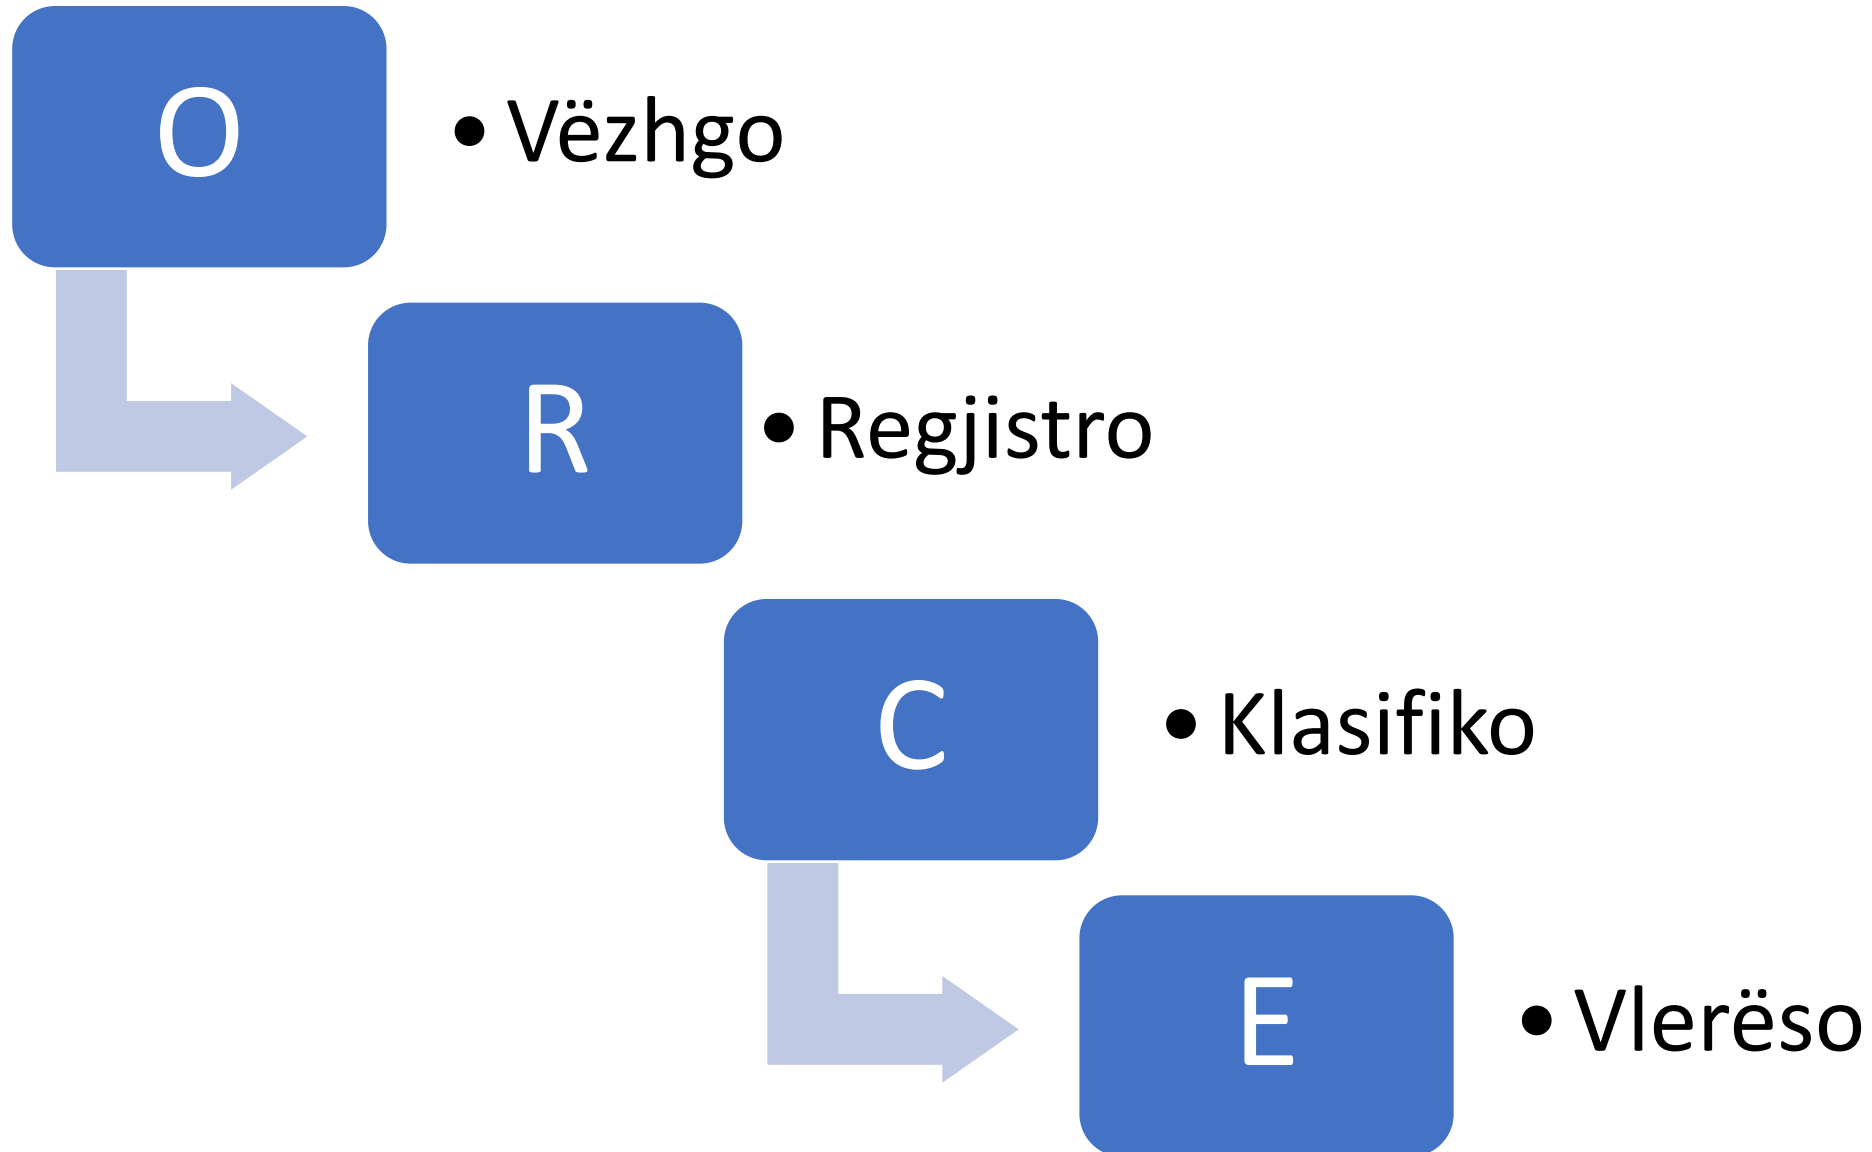 O
• Vëzhgo
R
• Regjistro
C
• Klasifiko
E
• Vlerëso